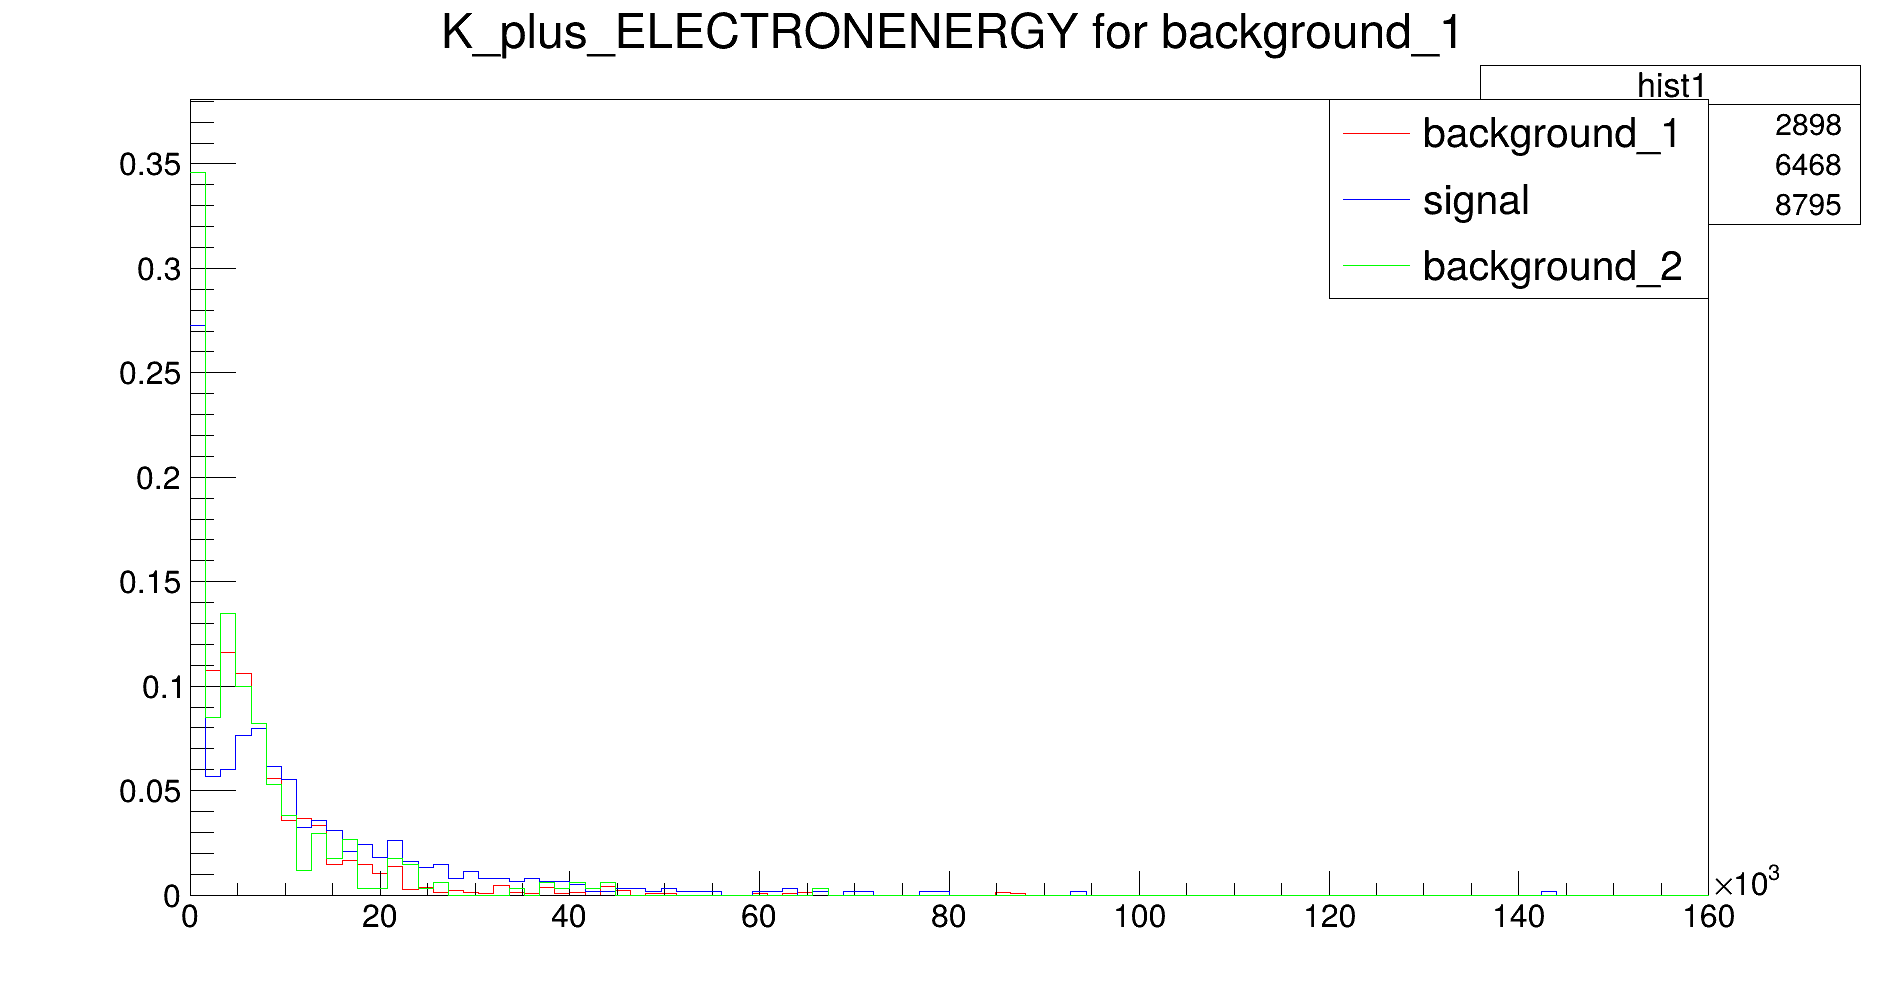 K_plus_ELECTRONENERGY for background_1
hist1
2898
6468
8795
background_1
signal
background_2
0.35
0.3
0.25
0.2
0.15
0.1
0.05
0
0 20 40 60 80 100 120 140 160
×10³